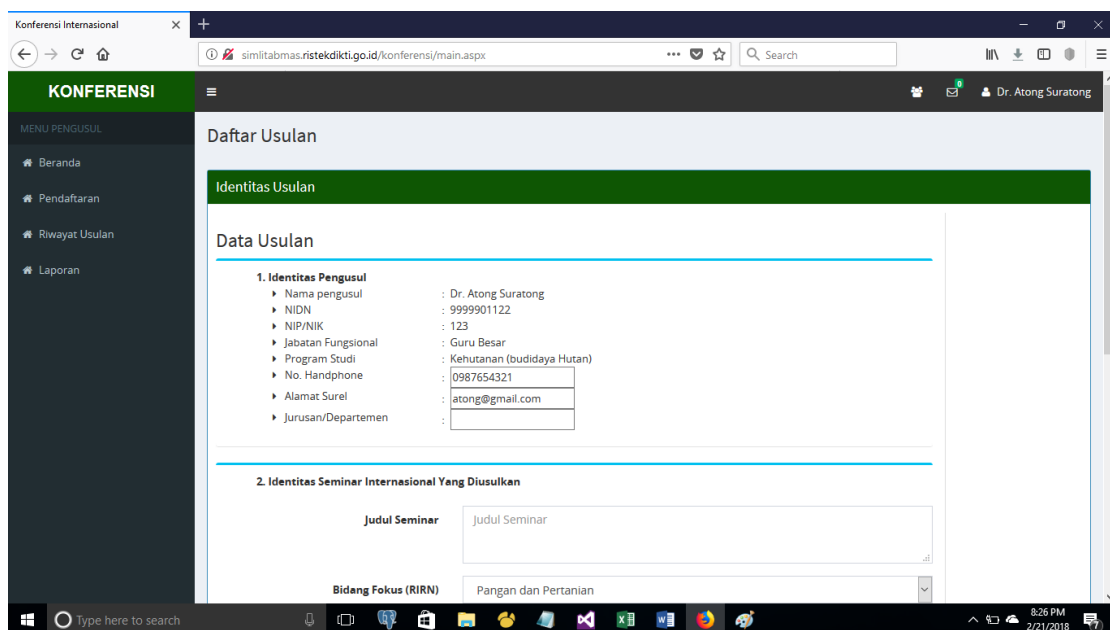 Konferensi Internasional
simlitabmas.ristekdikti.go.id/konferensi/main.aspx
Search
KONFERENSI
0
Dr. Atong Suratong
MENU PENGUSUL
Daftar Usulan
Beranda
Identitas Usulan
Pendaftaran
Riwayat Usulan
Data Usulan
Laporan
1. Identitas Pengusul
Nama pengusul : Dr. Atong Suratong
NIDN : 9999901122
NIP/NIK : 123
Jabatan Fungsional : Guru Besar
Program Studi : Kehutanan (budidaya Hutan)
No. Handphone : 0987654321
Alamat Surel : atong@gmail.com
Jurusan/Departemen :
2. Identitas Seminar Internasional Yang Diusulkan
Judul Seminar Judul Seminar
Bidang Fokus (RIRN) Pangan dan Pertanian
Type here to search
8:26 PM
2/21/2018